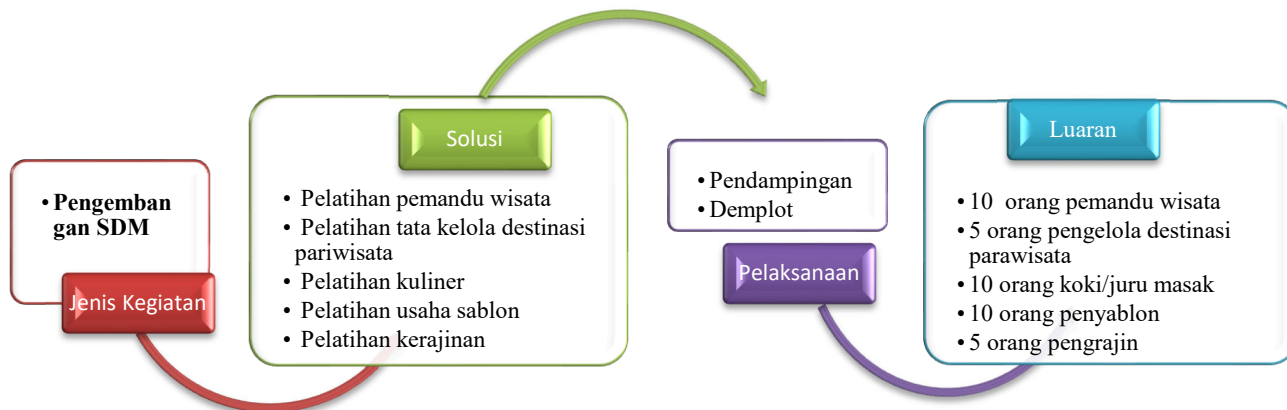 • Pengemban
gan SDM
Jenis Kegiatan
Solusi
• Pelatihan pemandu wisata
• Pelatihan tata kelola destinasi
pariwisata
• Pelatihan kuliner
• Pelatihan usaha sablon
• Pelatihan kerajinan
• Pendampingan
• Demplot
Pelaksanaan
Luaran
• 10 orang pemandu wisata
• 5 orang pengelola destinasi
parawisata
• 10 orang koki/juru masak
• 10 orang penyablon
• 5 orang pengrajin